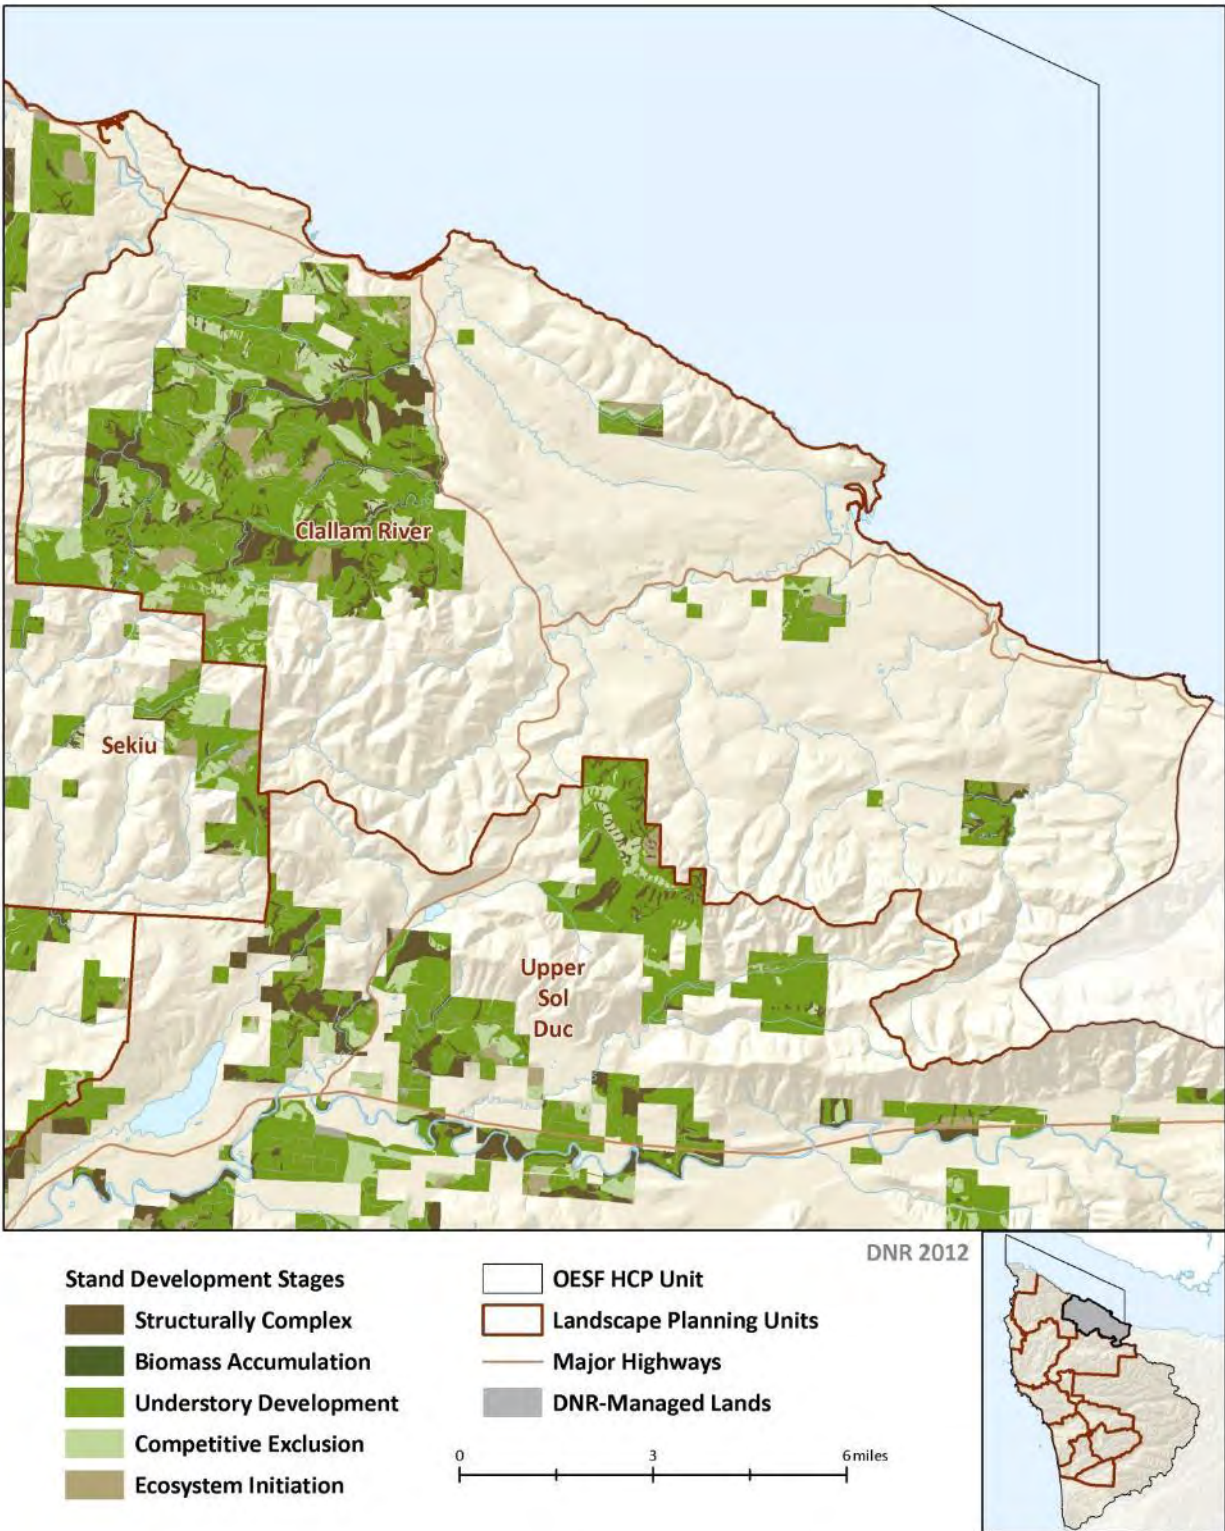 Clallam River
Sekiu
Upper
Sol
Duc
DNR 2012
Stand Development Stages
Structurally Complex
Biomass Accumulation
Understory Development
Competitive Exclusion
Ecosystem Initiation
OESF HCP Unit
Landscape Planning Units
Major Highways
DNR-Managed Lands
0 3 6 miles